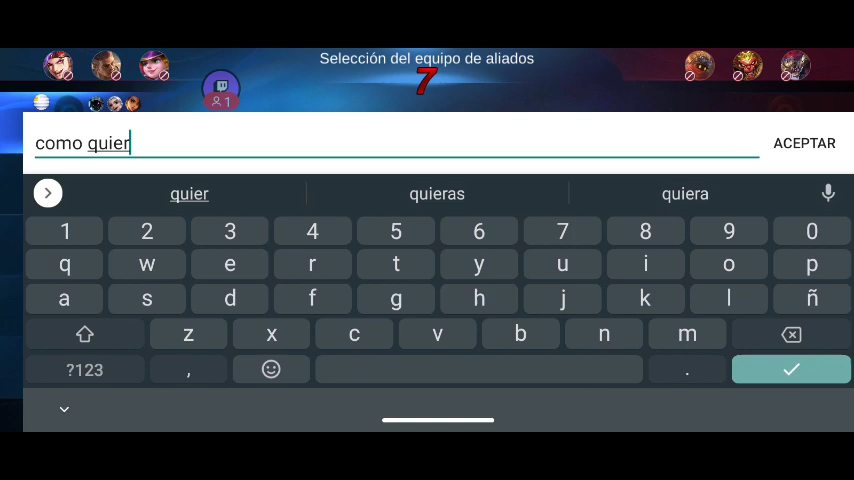 Selección del equipo de aliados
7
1
como quier
ACEPTAR
quier quieras quiera
1 2 3 4 5 6 7 8 9 0
q w e r t y u i o p
a s d f g h j k l ñ
z x c v b n m
?123 , .